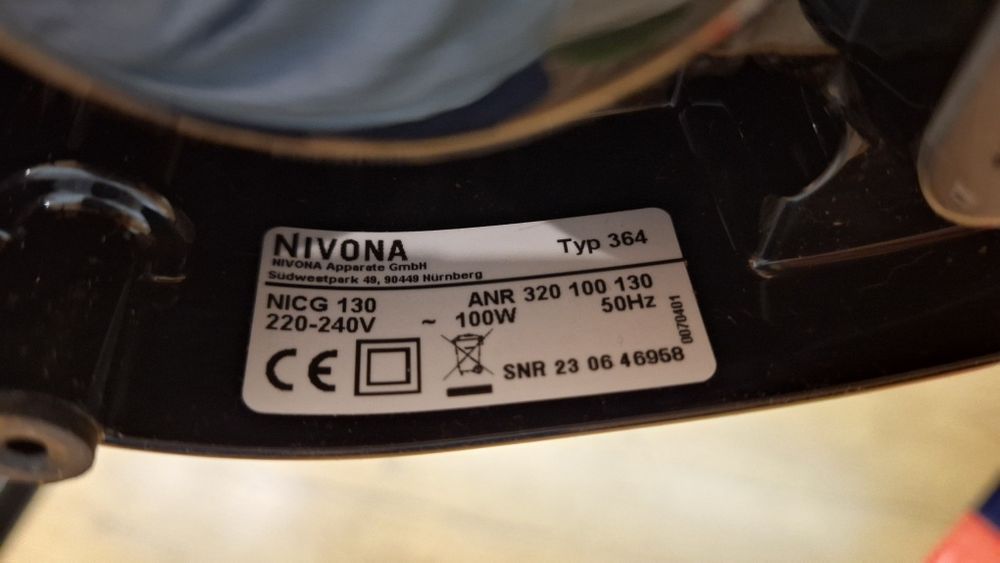 NIVONA
Typ 364
NIVONA Apparate GmbH
Südwestpark 49, 90449 Nürnberg
NICG 130 ANR 320 100 130
220-240V ~ 100W 50Hz
0070401
CE
SNR 23 06 46958